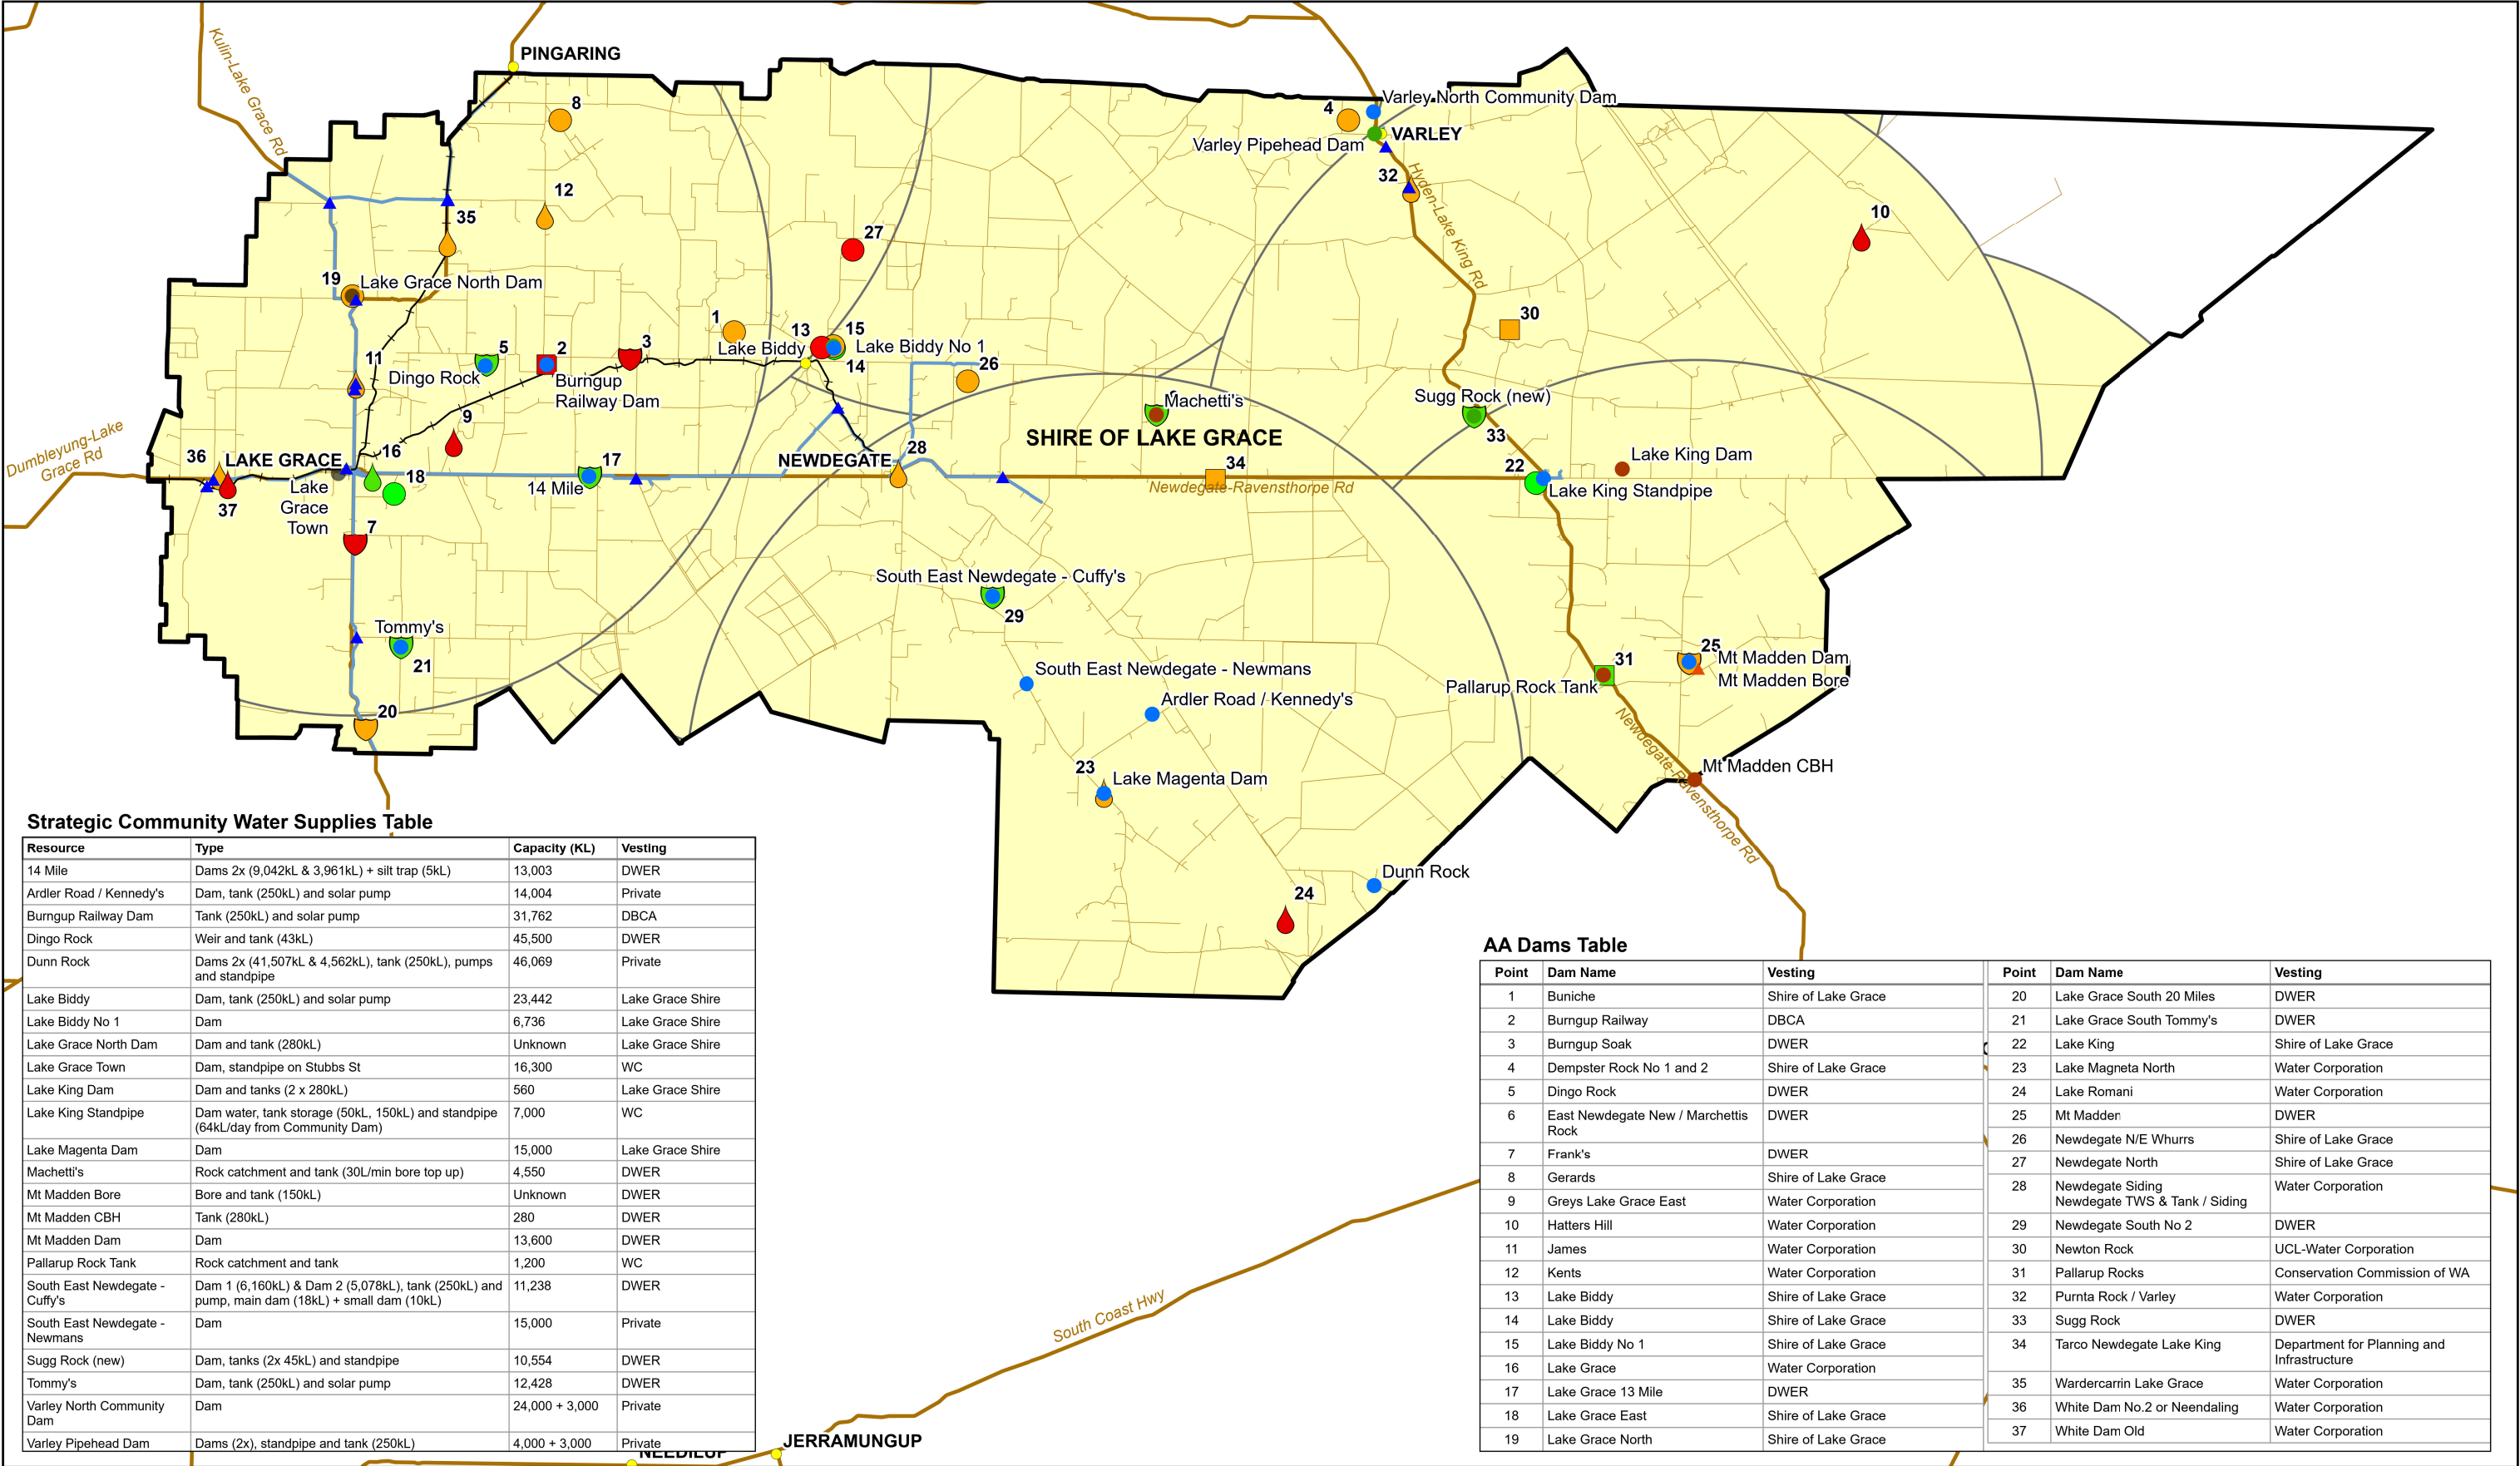 PINGARING
Kulin-Lake Grace Rd
8
4
Varley North Community Dam
VARLEY
Varley Pipehead Dam
32
Hyden-Lake King Rd
12
35
10
27
19
Lake Grace North Dam
30
1
13
15
Lake Biddy
Lake Biddy No 1
14
5
2
3
11
26
Dingo Rock
Burngup
Railway Dam
Machetti's
Sugg Rock (new)
33
9
SHIRE OF LAKE GRACE
Dumbleyung-Lake
Grace Rd
36
LAKE GRACE
16
18
17
14 Mile
NEWDEGATE
28
34
Newdegate-Ravensthorpe Rd
22
Lake King Dam
Lake King Standpipe
37
Lake
Grace
Town
7
South East Newdegate - Cuffy's
29
Tommy's
21
20
South East Newdegate - Newmans
Ardler Road / Kennedy's
31
Pallarup Rock Tank
25
Mt Madden Dam
Mt Madden Bore
23
Lake Magenta Dam
Mt Madden CBH
Newdegate-Ravensthorpe Rd
Dunn Rock
24
Strategic Community Water Supplies Table
Resource Type Capacity (KL) Vesting
14 Mile Dams 2x (9,042kL & 3,961kL) + silt trap (5kL) 13,003 DWER
Ardler Road / Kennedy's Dam, tank (250kL) and solar pump 14,004 Private
Burngup Railway Dam Tank (250kL) and solar pump 31,762 DBCA
Dingo Rock Weir and tank (43kL) 45,500 DWER
Dunn Rock Dams 2x (41,507kL & 4,562kL), tank (250kL), pumps 46,069 Private
and standpipe
Lake Biddy Dam, tank (250kL) and solar pump 23,442 Lake Grace Shire
Lake Biddy No 1 Dam 6,736 Lake Grace Shire
Lake Grace North Dam Dam and tank (280kL) Unknown Lake Grace Shire
Lake Grace Town Dam, standpipe on Stubbs St 16,300 WC
Lake King Dam Dam and tanks (2 x 280kL) 560 Lake Grace Shire
Lake King Standpipe Dam water, tank storage (50kL, 150kL) and standpipe 7,000 WC
(64kL/day from Community Dam)
Lake Magenta Dam Dam 15,000 Lake Grace Shire
Machetti's Rock catchment and tank (30L/min bore top up) 4,550 DWER
Mt Madden Bore Bore and tank (150kL) Unknown DWER
Mt Madden CBH Tank (280kL) 280 DWER
Mt Madden Dam Dam 13,600 DWER
Pallarup Rock Tank Rock catchment and tank 1,200 WC
South East Newdegate - Dam 1 (6,160kL) & Dam 2 (5,078kL), tank (250kL) and 11,238 DWER
Cuffy's pump, main dam (18kL) + small dam (10kL)
South East Newdegate - Dam 15,000 Private
Newmans
Sugg Rock (new) Dam, tanks (2x 45kL) and standpipe 10,554 DWER
Tommy's Dam, tank (250kL) and solar pump 12,428 DWER
Varley North Community Dam 24,000 + 3,000 Private
Dam
Varley Pipehead Dam Dams (2x), standpipe and tank (250kL) 4,000 + 3,000 Private
NEEDILUP
JERRAMUNGUP
South Coast Hwy
AA Dams Table
Point Dam Name Vesting
1 Buniche Shire of Lake Grace
2 Burngup Railway DBCA
3 Burngup Soak DWER
4 Dempster Rock No 1 and 2 Shire of Lake Grace
5 Dingo Rock DWER
6 East Newdegate New / Marchettis DWER
Rock
7 Frank's DWER
8 Gerards Shire of Lake Grace
9 Greys Lake Grace East Water Corporation
10 Hatters Hill Water Corporation
11 James Water Corporation
12 Kents Water Corporation
13 Lake Biddy Shire of Lake Grace
14 Lake Biddy Shire of Lake Grace
15 Lake Biddy No 1 Shire of Lake Grace
16 Lake Grace Water Corporation
17 Lake Grace 13 Mile DWER
18 Lake Grace East Shire of Lake Grace
19 Lake Grace North Shire of Lake Grace
Point Dam Name Vesting
20 Lake Grace South 20 Miles DWER
21 Lake Grace South Tommy's DWER
22 Lake King Shire of Lake Grace
23 Lake Magneta North Water Corporation
24 Lake Romani Water Corporation
25 Mt Madden DWER
26 Newdegate N/E Whurrs Shire of Lake Grace
27 Newdegate North Shire of Lake Grace
28 Newdegate Siding Water Corporation
Newdegate TWS & Tank / Siding
29 Newdegate South No 2 DWER
30 Newton Rock UCL-Water Corporation
31 Pallarup Rocks Conservation Commission of WA
32 Purnta Rock / Varley Water Corporation
33 Sugg Rock DWER
34 Tarco Newdegate Lake King Department for Planning and
Infrastructure
35 Wardercarrin Lake Grace Water Corporation
36 White Dam No.2 or Neendaling Water Corporation
37 White Dam Old Water Corporation